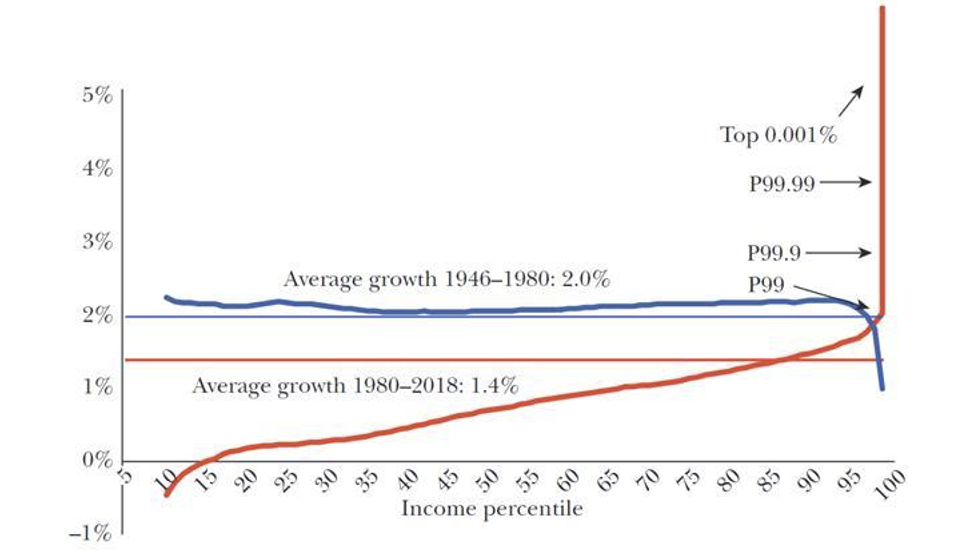 5%
Top 0.001%
4%
P99.99
3%
P99.9
Average growth 1946–1980: 2.0%
P99
2%
1%
Average growth 1980–2018: 1.4%
0%
5 10 15 20 25 30 35 40 45 50 55 60 65 70 75 80 85 90 95 100
Income percentile
–1%